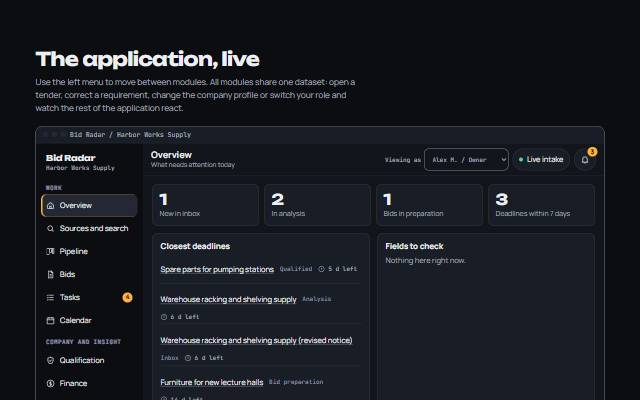 The application, live
Use the left menu to move between modules. All modules share one dataset: open a
tender, correct a requirement, change the company profile or switch your role and
watch the rest of the application react.
Bid Radar / Harbor Works Supply
Bid Radar
Harbor Works Supply
WORK
Overview
Sources and search
Pipeline
Bids
Tasks 4
Calendar
COMPANY AND INSIGHT
Qualification
Finance
Overview
What needs attention today
Viewing as Alex M. / Owner Live intake 3
1
New in inbox
2
In analysis
1
Bids in preparation
3
Deadlines within 7 days
Closest deadlines
Spare parts for pumping stations Qualified 5 d left
Warehouse racking and shelving supply Analysis
6 d left
Warehouse racking and shelving supply (revised notice)
Inbox 6 d left
Furniture for new lecture halls Bid preparation
14 d left
Fields to check
Nothing here right now.